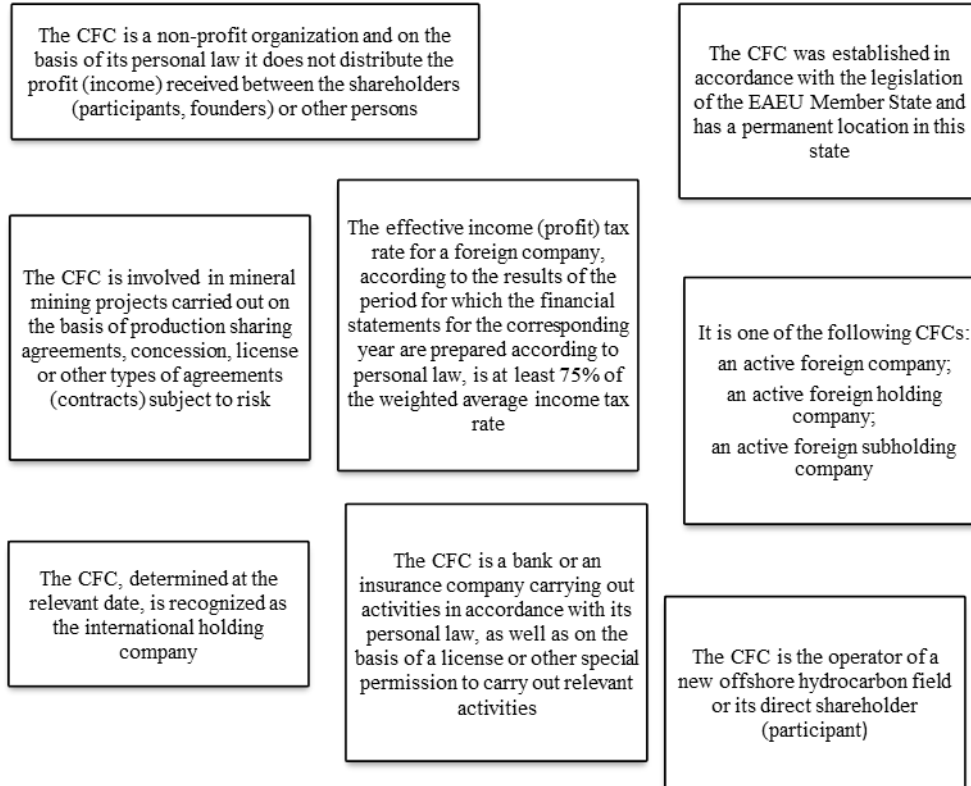 The CFC is a non-profit organization and on the
basis of its personal law it does not distribute the
profit (income) received between the shareholders
(participants, founders) or other persons
The CFC was established in
accordance with the legislation
of the EAEU Member State and
has a permanent location in this
state
The CFC is involved in mineral
mining projects carried out on
the basis of production sharing
agreements, concession, license
or other types of agreements
(contracts) subject to risk
The effective income (profit) tax
rate for a foreign company,
according to the results of the
period for which the financial
statements for the corresponding
year are prepared according to
personal law, is at least 75% of
the weighted average income tax
rate
It is one of the following CFCs:
an active foreign company;
an active foreign holding
company;
an active foreign subholding
company
The CFC, determined at the
relevant date, is recognized as
the international holding
company
The CFC is a bank or an
insurance company carrying out
activities in accordance with its
personal law, as well as on the
basis of a license or other special
permission to carry out relevant
activities
The CFC is the operator of a
new offshore hydrocarbon field
or its direct shareholder
(participant)